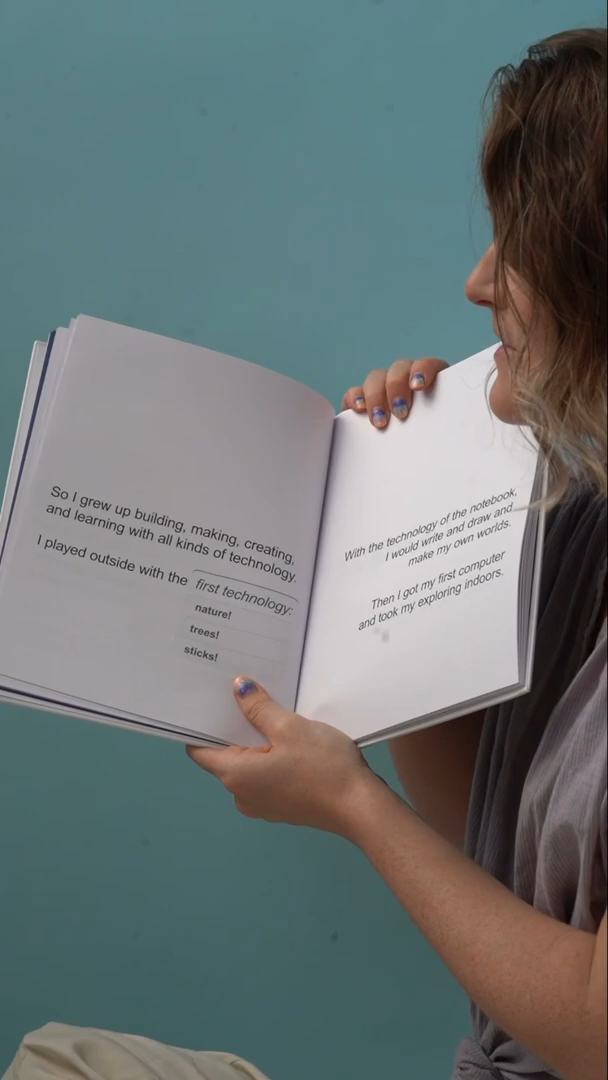 So I grew up building, making, creating,
and learning with all kinds of technology.
I played outside with the first technology:
nature!
trees!
sticks!
With the technology of the notebook,
I would write and draw and
make my own worlds.
Then I got my first computer
and took my exploring indoors.